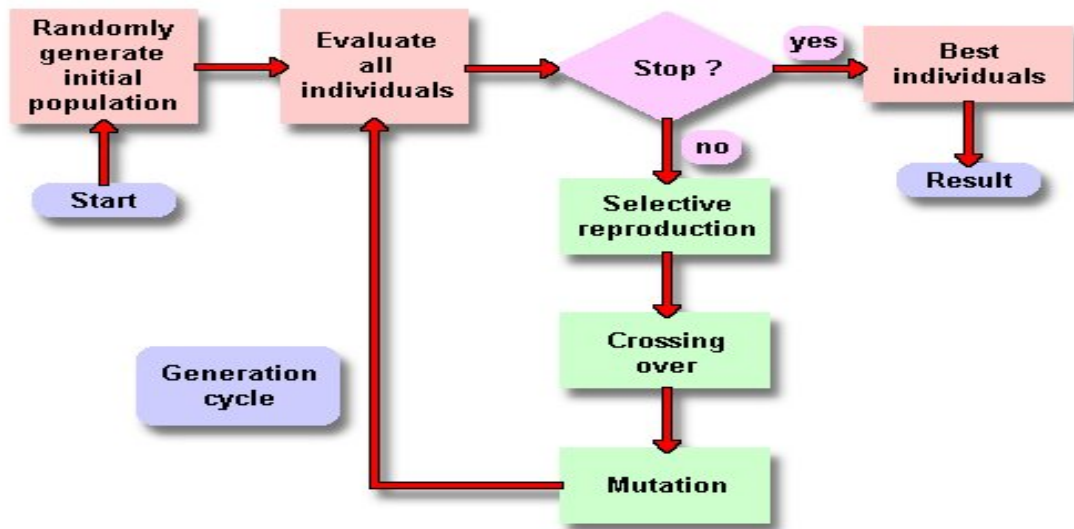 Randomly
generate
initial
population
Evaluate
all
individuals
Stop ?
yes
Best
individuals
no
Start
Result
Selective
reproduction
Crossing
over
Generation
cycle
Mutation